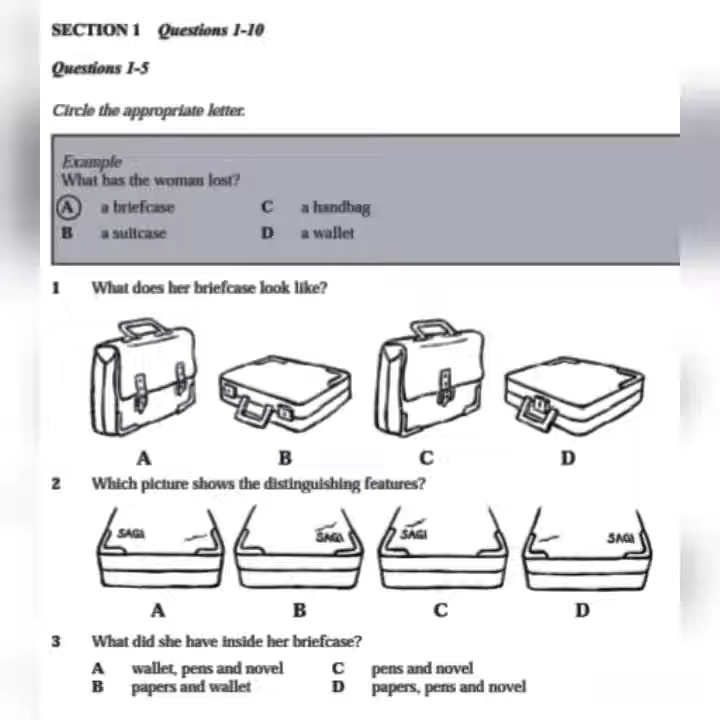 SECTION 1 Questions 1-10
Questions 1-5
Circle the appropriate letter.
Example
What has the woman lost?
A a briefcase C a handbag
B a suitcase D a wallet
1 What does her briefcase look like?
A B C D
2 Which picture shows the distinguishing features?
SAGI SAGI SAGI SAGI
A B C D
3 What did she have inside her briefcase?
A wallet, pens and novel C pens and novel
B papers and wallet D papers, pens and novel